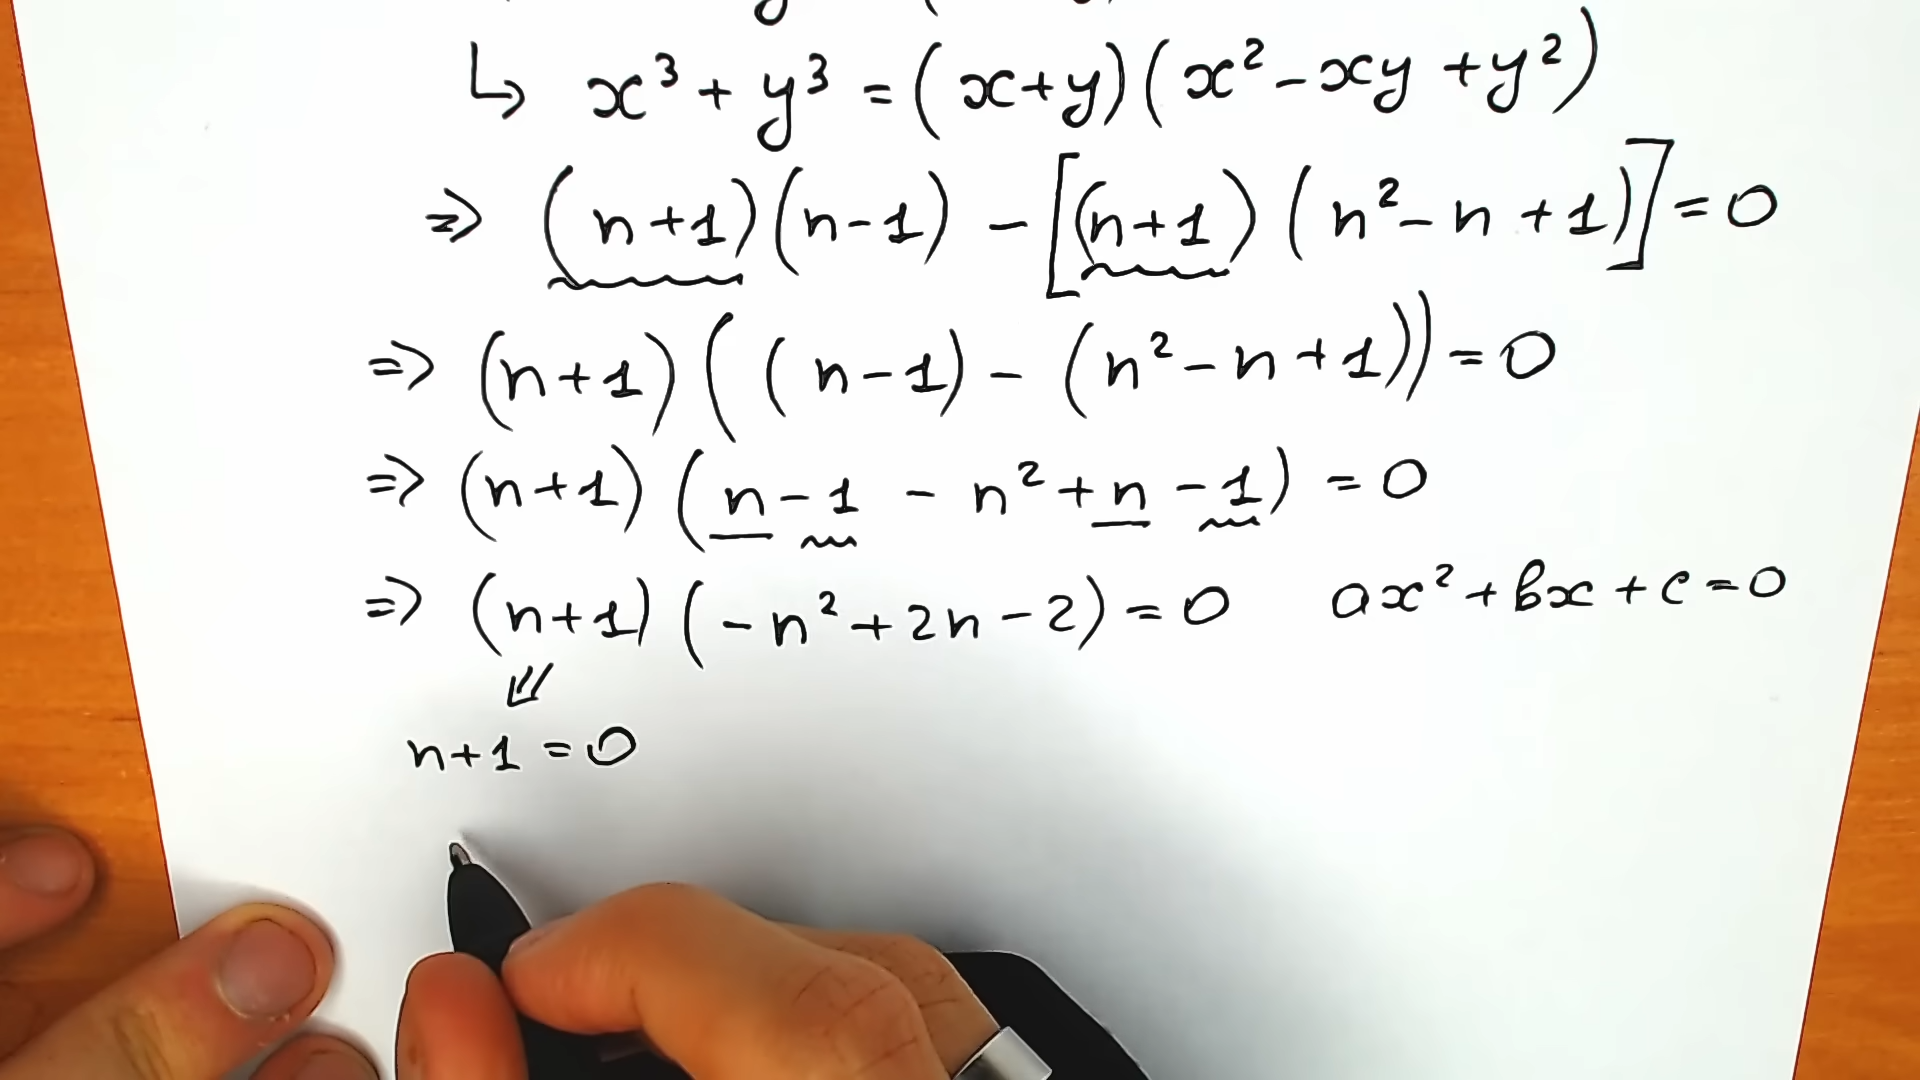 ↳ x³ + y³ = (x+y)(x² - xy + y²)
=> (n+1)(n-1) - [(n+1)(n² - n + 1)] = 0
=> (n+1)((n-1) - (n² - n + 1)) = 0
=> (n+1)(n - 1 - n² + n - 1) = 0
=> (n+1)(-n² + 2n - 2) = 0 ax² + bx + c = 0
n+1 = 0